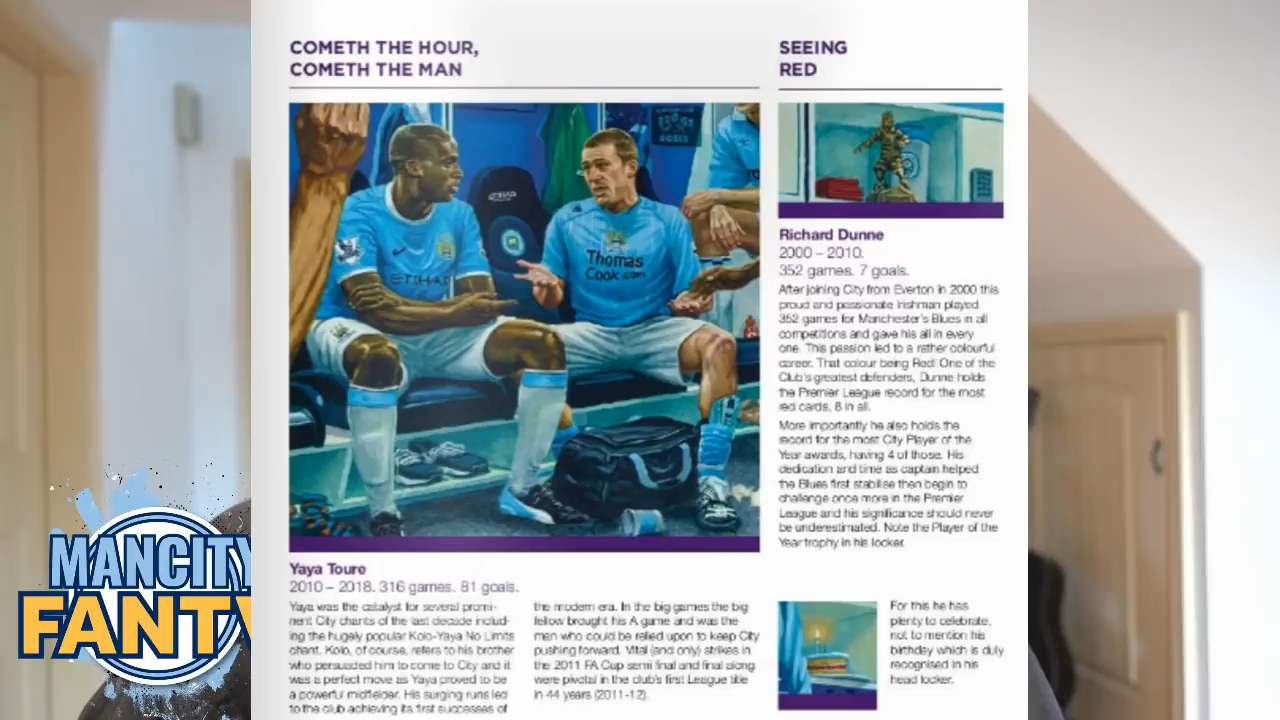 COMETH THE HOUR,
COMETH THE MAN
ETIHAD
Thomas
Cook.com
Yaya Toure
2010 – 2018. 316 games. 81 goals.
Yaya was the catalyst for several promi-
nent City chants of the last decade includ-
ing the hugely popular Kolo-Yaya No Limits
chant. Kolo, of course, refers to his brother
who persuaded him to come to City and it
was a perfect move as Yaya proved to be
a powerful midfielder. His surging runs led
to the club achieving its first successes of
the modern era. In the big games the big
fellow brought his A game and was the
man who could be relied upon to keep City
pushing forward. Vital (and only) strikes in
the 2011 FA Cup semi final and final along
were pivotal in the club's first League title
in 44 years (2011-12).
SEEING
RED
Richard Dunne
2000 – 2010.
352 games. 7 goals.
After joining City from Everton in 2000 this
proud and passionate Irishman played
352 games for Manchester's Blues in all
competitions and gave his all in every
one. This passion led to a rather colourful
career. That colour being Red! One of the
Club's greatest defenders, Dunne holds
the Premier League record for the most
red cards, 8 in all.
More importantly he also holds the
record for the most City Player of the
Year awards, having 4 of those. His
dedication and time as captain helped
the Blues first stabilise then begin to
challenge once more in the Premier
League and his significance should never
be underestimated. Note the Player of the
Year trophy in his locker.
For this he has
plenty to celebrate,
not to mention his
birthday which is duly
recognised in his
head locker.
MANCITY
FANTV